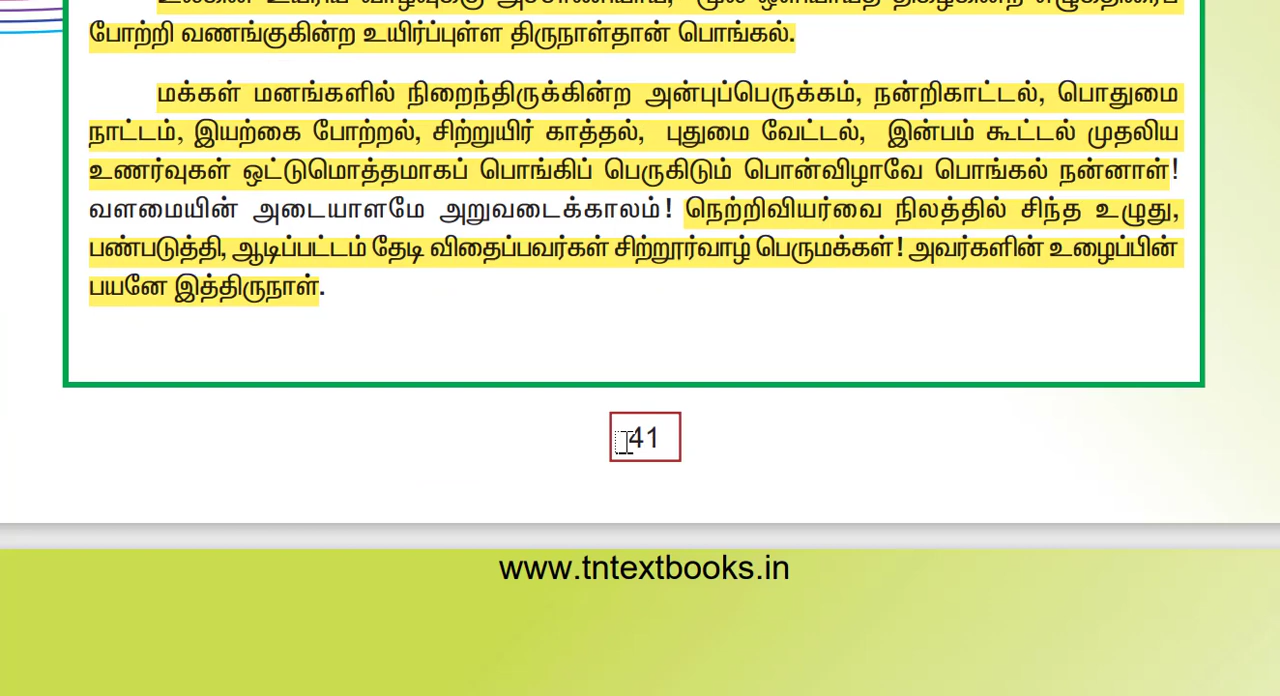 போற்றி வணங்குகின்ற உயிர்ப்புள்ள திருநாள்தான் பொங்கல்.
மக்கள் மனங்களில் நிறைந்திருக்கின்ற அன்புப்பெருக்கம், நன்றிகாட்டல், பொதுமை
நாட்டம், இயற்கை போற்றல், சிற்றுயிர் காத்தல், புதுமை வேட்டல், இன்பம் கூட்டல் முதலிய
உணர்வுகள் ஒட்டுமொத்தமாகப் பொங்கிப் பெருகிடும் பொன்விழாவே பொங்கல் நன்னாள்!
வளமையின் அடையாளமே அறுவடைக்காலம்! நெற்றிவியர்வை நிலத்தில் சிந்த உழுது,
பண்படுத்தி, ஆடிப்பட்டம் தேடி விதைப்பவர்கள் சிற்றூர்வாழ் பெருமக்கள்! அவர்களின் உழைப்பின்
பயனே இத்திருநாள்.
41
www.tntextbooks.in